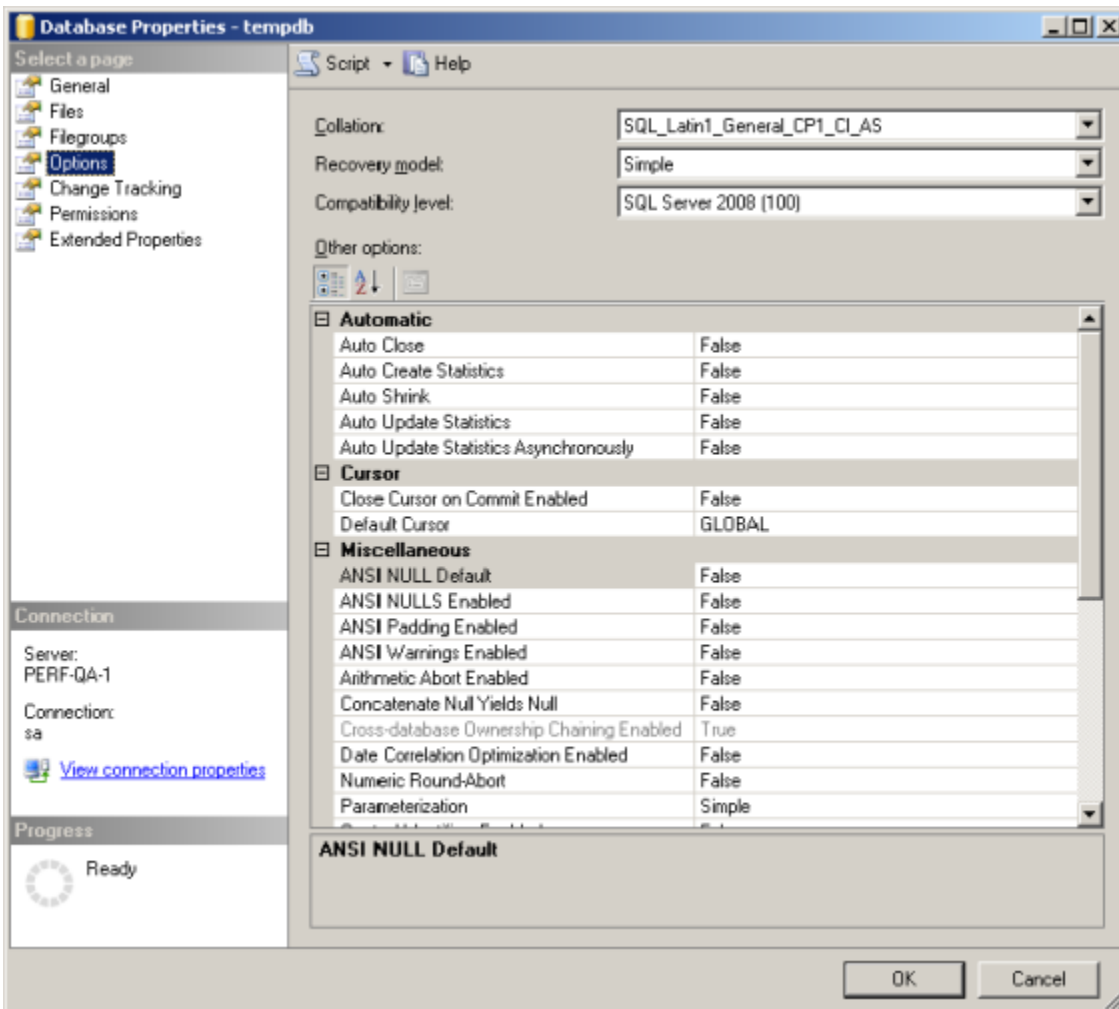 Database Properties - tempdb
Select a page
General
Files
Filegroups
Options
Change Tracking
Permissions
Extended Properties
Connection
Server:
PERF-QA-1
Connection:
sa
View connection properties
Progress
Ready
Script Help
Collation: SQL_Latin1_General_CP1_CI_AS
Recovery model: Simple
Compatibility level: SQL Server 2008 (100)
Other options:
Automatic
Auto Close False
Auto Create Statistics False
Auto Shrink False
Auto Update Statistics False
Auto Update Statistics Asynchronously False
Cursor
Close Cursor on Commit Enabled False
Default Cursor GLOBAL
Miscellaneous
ANSI NULL Default False
ANSI NULLS Enabled False
ANSI Padding Enabled False
ANSI Warnings Enabled False
Arithmetic Abort Enabled False
Concatenate Null Yields Null False
Cross-database Ownership Chaining Enabled True
Date Correlation Optimization Enabled False
Numeric Round-Abort False
Parameterization Simple
ANSI NULL Default
OK Cancel